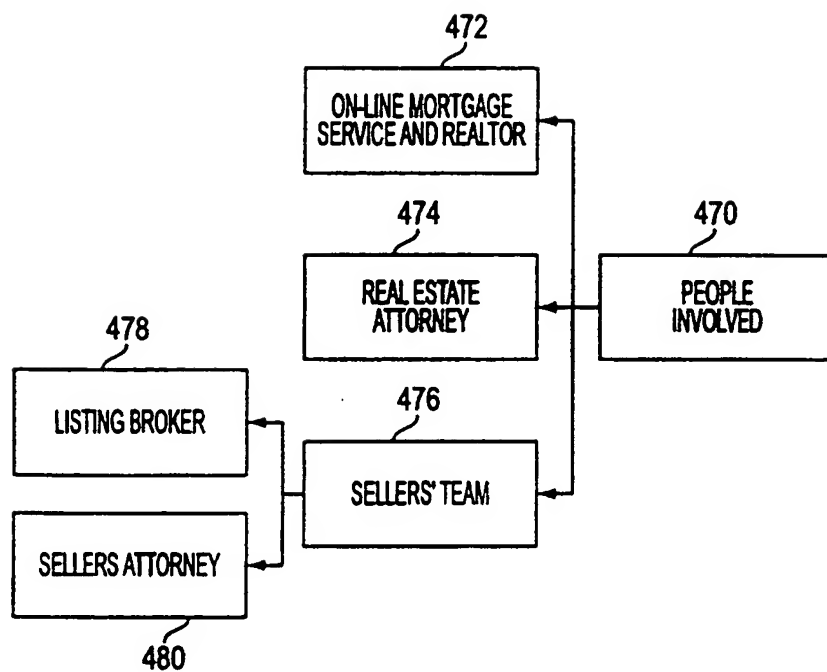 472
ON-LINE MORTGAGE
SERVICE AND REALTOR
474
REAL ESTATE
ATTORNEY
470
PEOPLE
INVOLVED
478
LISTING BROKER
476
SELLERS' TEAM
SELLERS ATTORNEY
480